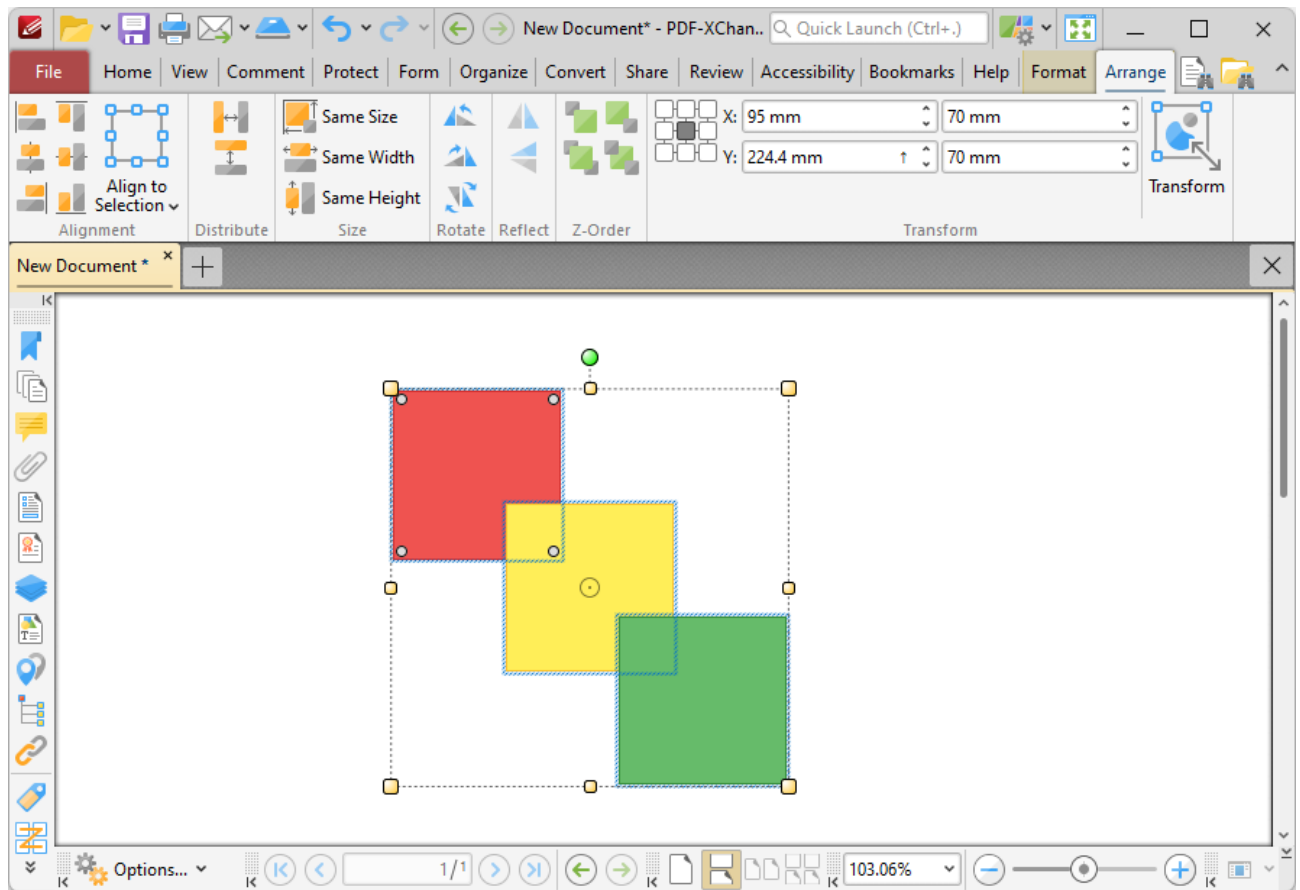 New Document* - PDF-XChan..
Quick Launch (Ctrl+.)
File Home View Comment Protect Form Organize Convert Share Review Accessibility Bookmarks Help Format Arrange
Same Size X: 95 mm 70 mm
Same Width Y: 224.4 mm ↑ 70 mm
Align to
Selection
Same Height
Transform
Alignment Distribute Size Rotate Reflect Z-Order Transform
New Document *
Options... 1/1 103.06%